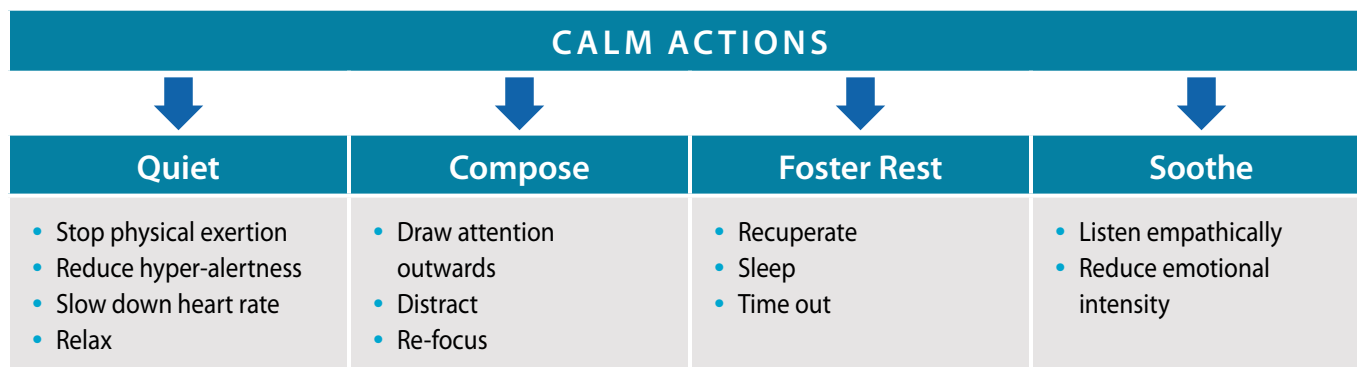 CALM ACTIONS
Quiet
• Stop physical exertion
• Reduce hyper-alertness
• Slow down heart rate
• Relax
Compose
• Draw attention
outwards
• Distract
• Re-focus
Foster Rest
• Recuperate
• Sleep
• Time out
Soothe
• Listen empathically
• Reduce emotional
intensity